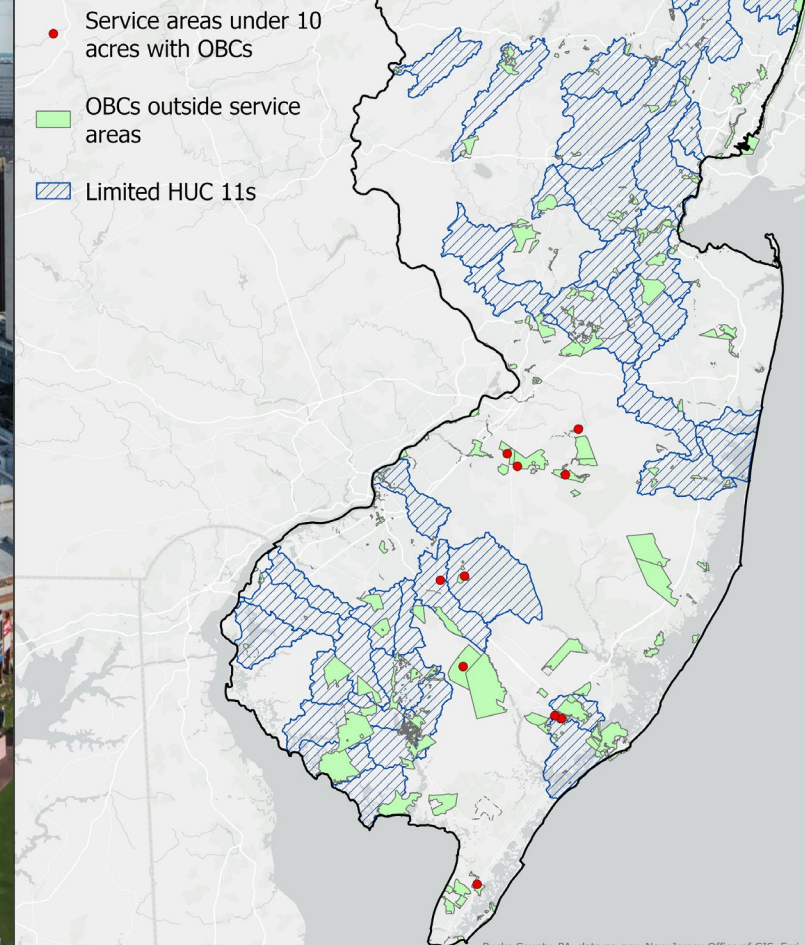 Service areas under 10
acres with OBCs
OBCs outside service
areas
Limited HUC 11s